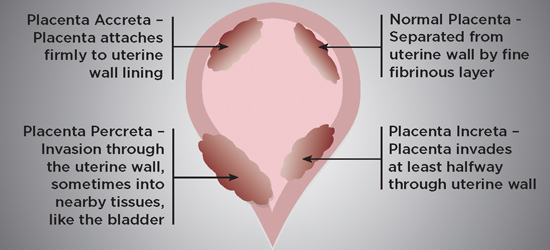 Placenta Accreta –
Placenta attaches
firmly to uterine
wall lining
Normal Placenta -
Separated from
uterine wall by fine
fibrinous layer
Placenta Percreta –
Invasion through
the uterine wall,
sometimes into
nearby tissues,
like the bladder
Placenta Increta –
Placenta invades
at least halfway
through uterine wall